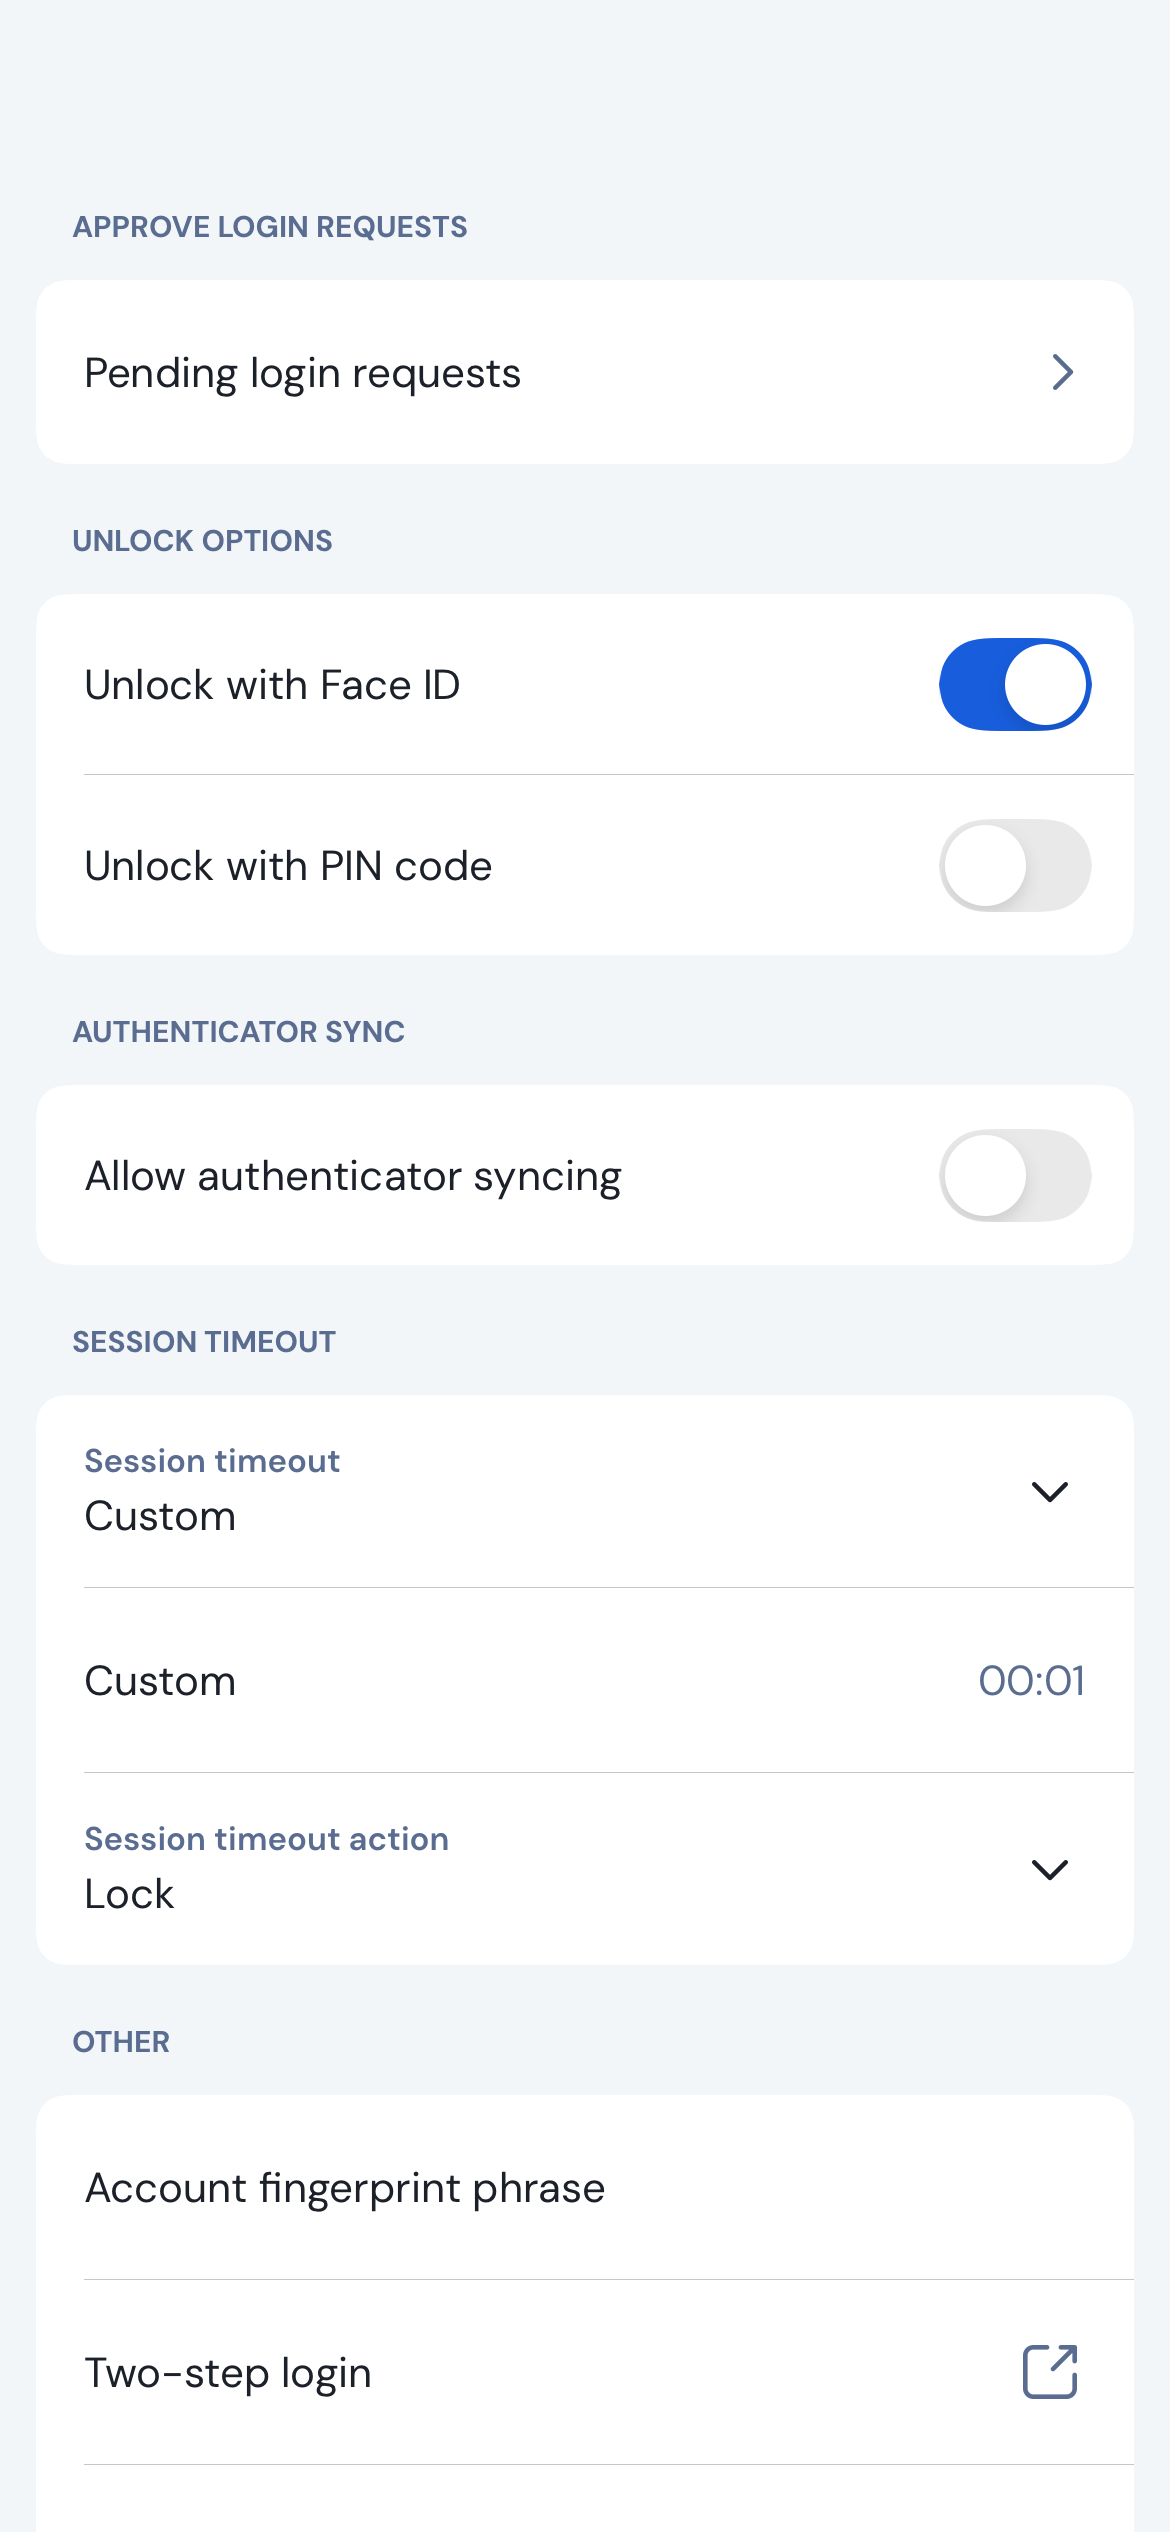 APPROVE LOGIN REQUESTS
Pending login requests
UNLOCK OPTIONS
Unlock with Face ID
Unlock with PIN code
AUTHENTICATOR SYNC
Allow authenticator syncing
SESSION TIMEOUT
Session timeout
Custom
Custom 00:01
Session timeout action
Lock
OTHER
Account fingerprint phrase
Two-step login